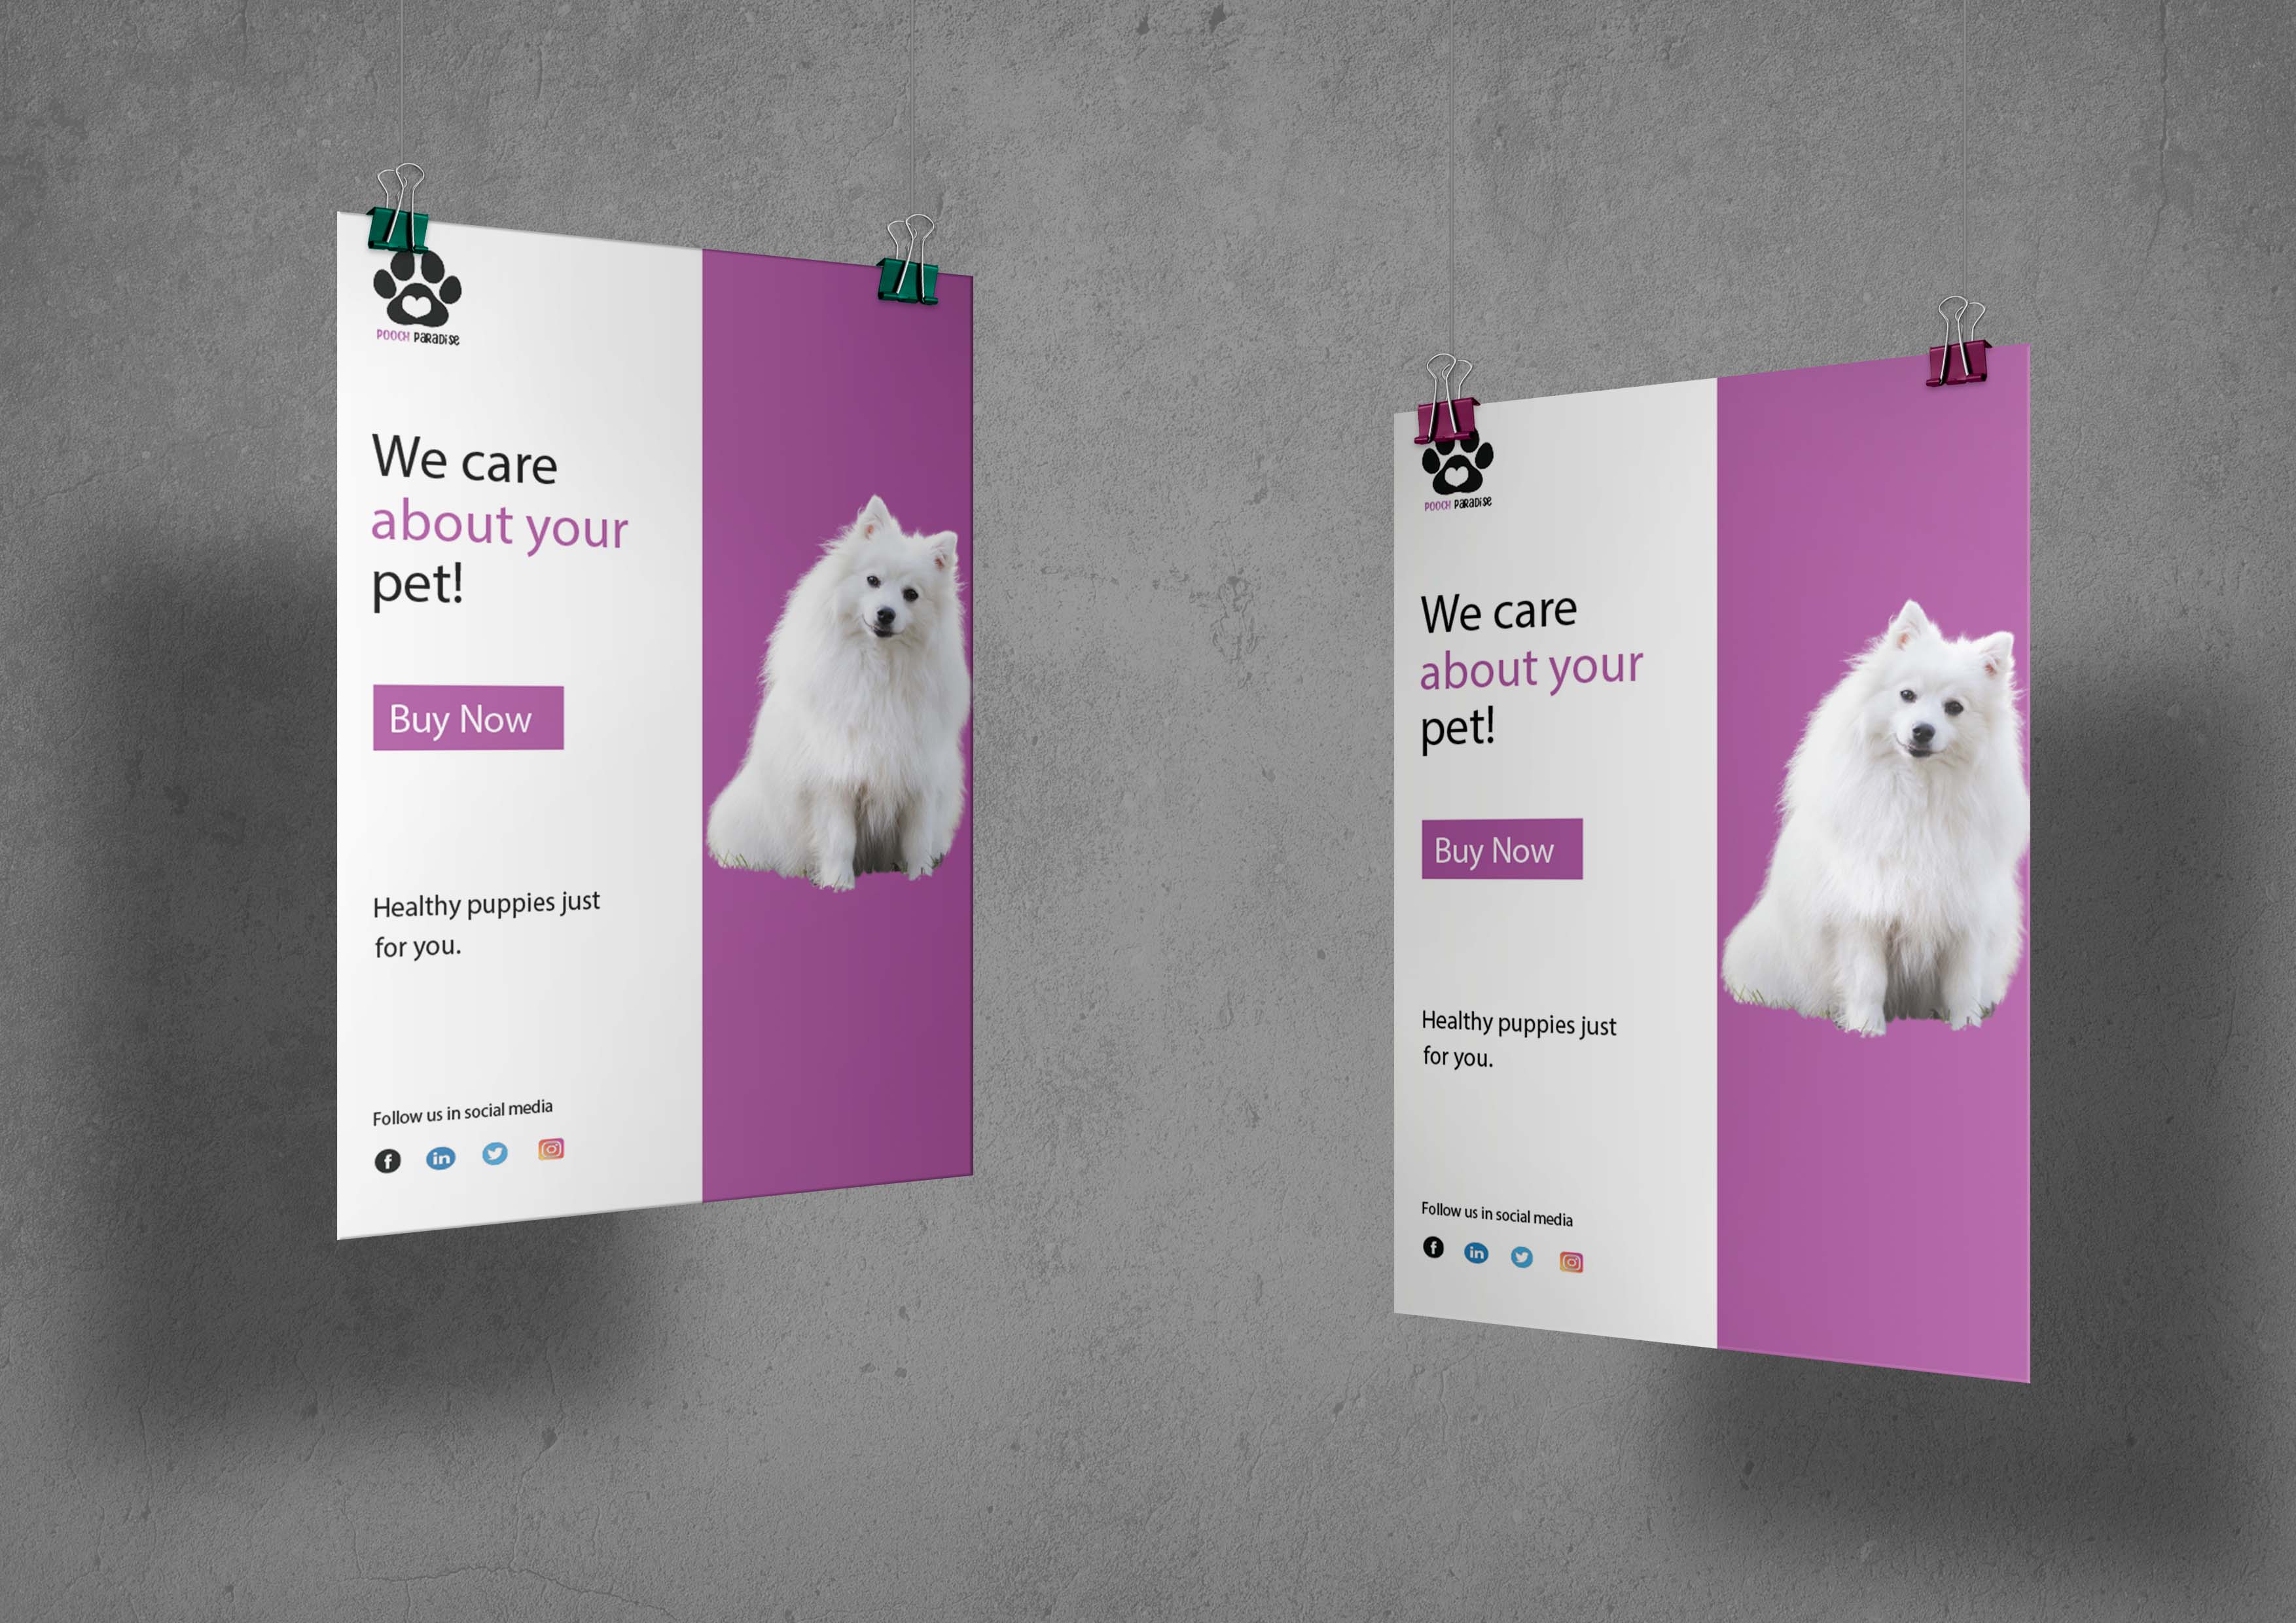 POOCH PARADISE
We care
about your
pet!
Buy Now
Healthy puppies just
for you.
Follow us in social media
f in
POOCH PARADISE
We care
about your
pet!
Buy Now
Healthy puppies just
for you.
Follow us in social media
f in